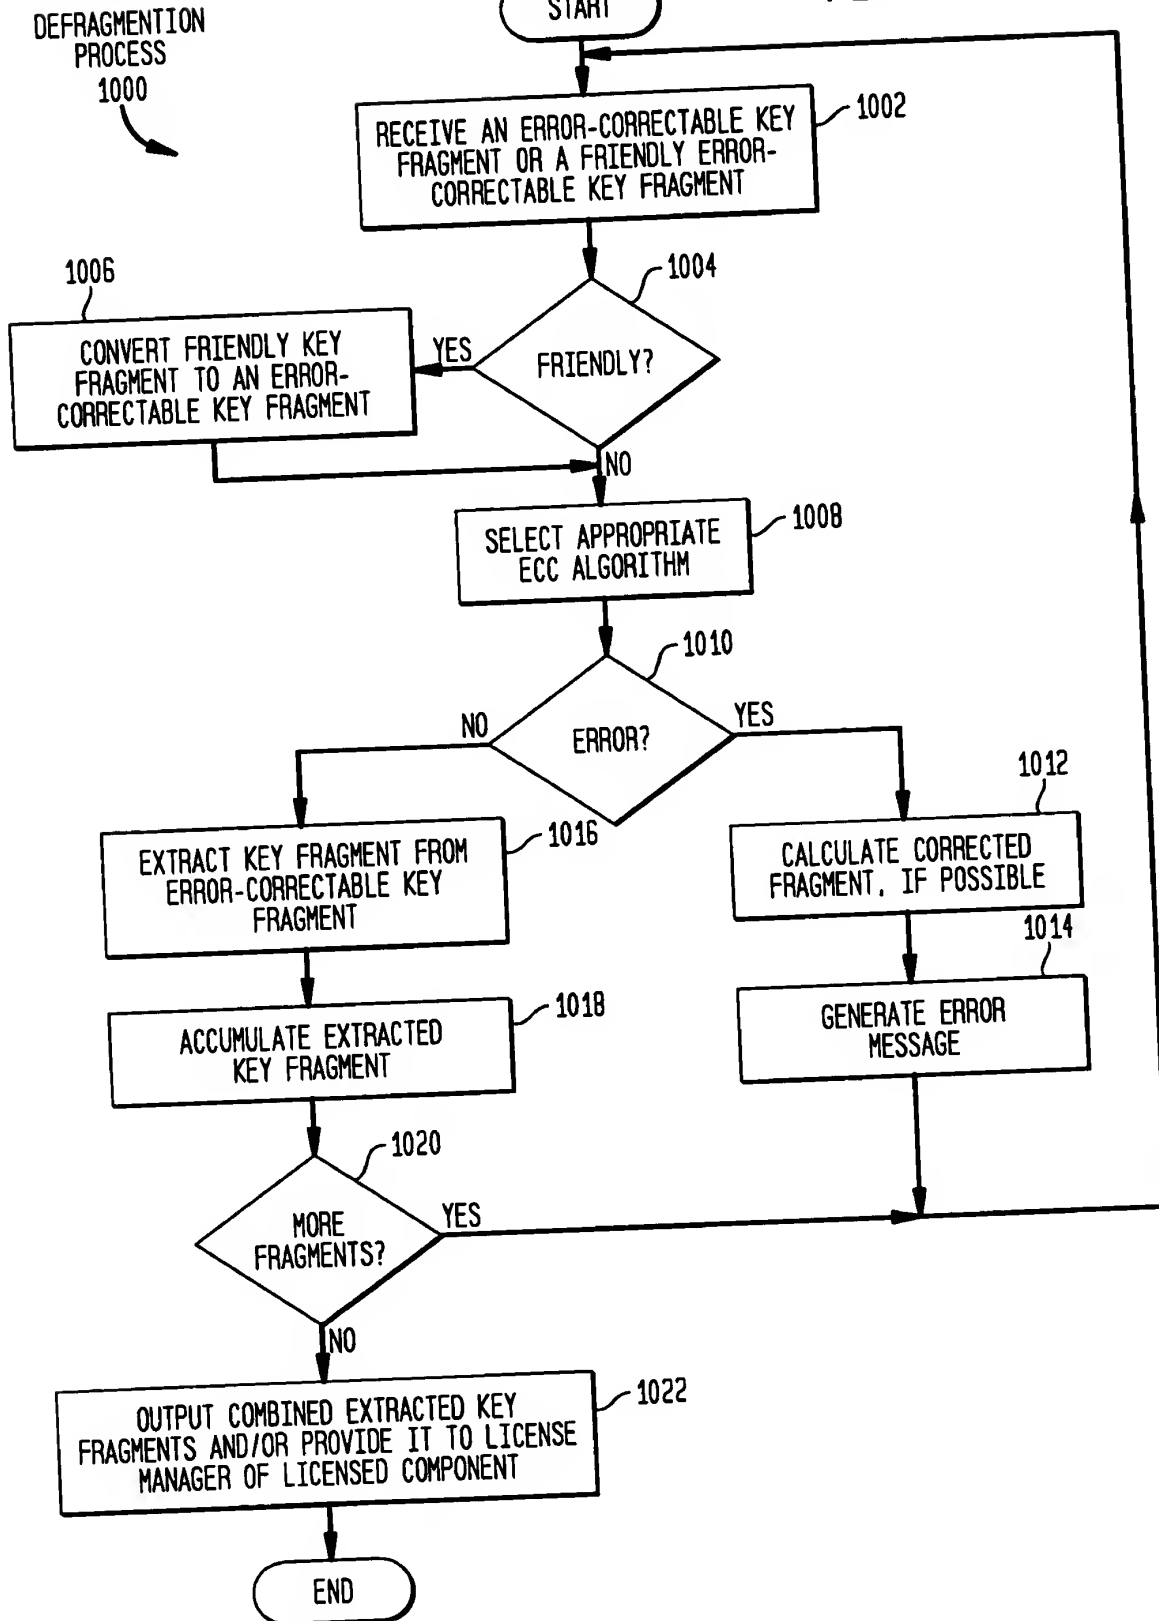 DEFRAGMENTION
PROCESS
1000
START
RECEIVE AN ERROR-CORRECTABLE KEY
FRAGMENT OR A FRIENDLY ERROR-
CORRECTABLE KEY FRAGMENT
1002
1004
FRIENDLY?
YES
NO
1006
CONVERT FRIENDLY KEY
FRAGMENT TO AN ERROR-
CORRECTABLE KEY FRAGMENT
SELECT APPROPRIATE
ECC ALGORITHM
1008
1010
ERROR?
NO
YES
1012
CALCULATE CORRECTED
FRAGMENT, IF POSSIBLE
1014
GENERATE ERROR
MESSAGE
1016
EXTRACT KEY FRAGMENT FROM
ERROR-CORRECTABLE KEY
FRAGMENT
1018
ACCUMULATE EXTRACTED
KEY FRAGMENT
1020
MORE
FRAGMENTS?
YES
NO
1022
OUTPUT COMBINED EXTRACTED KEY
FRAGMENTS AND/OR PROVIDE IT TO LICENSE
MANAGER OF LICENSED COMPONENT
END